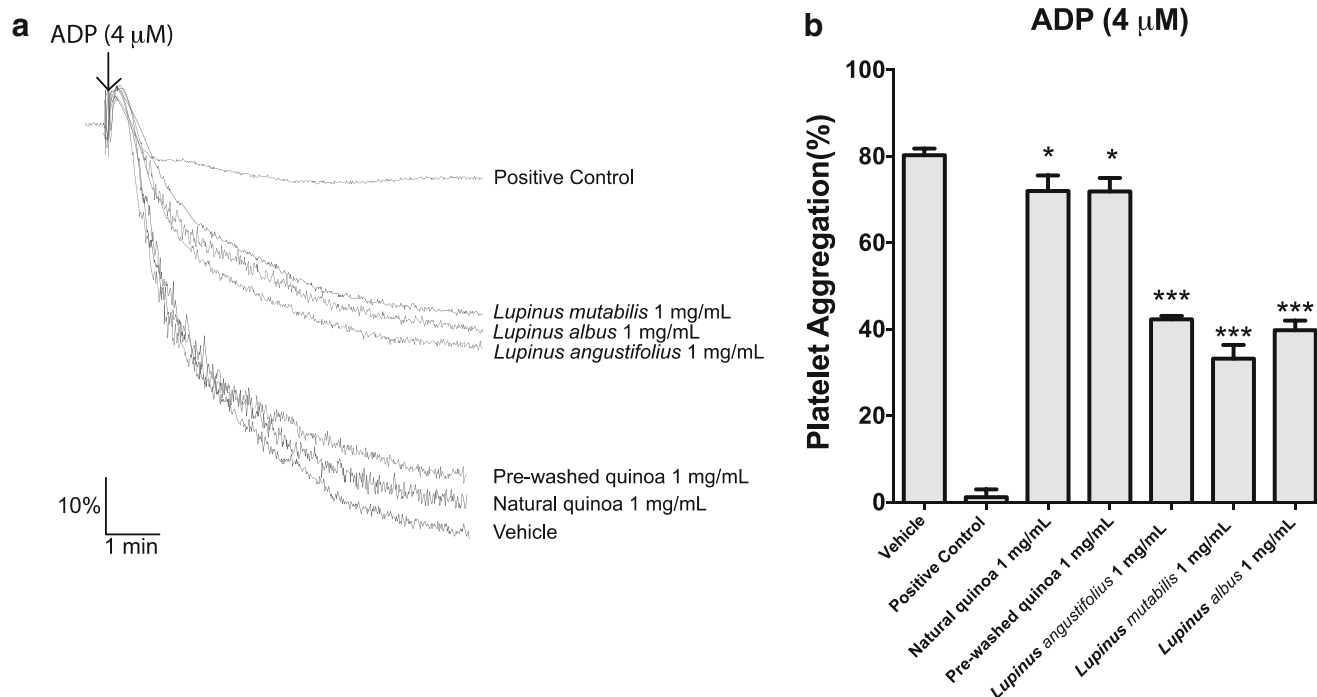 a
ADP (4 μM)
Positive Control
Lupinus mutabilis 1 mg/mL
Lupinus albus 1 mg/mL
Lupinus angustifolius 1 mg/mL
Pre-washed quinoa 1 mg/mL
Natural quinoa 1 mg/mL
Vehicle
10%
1 min
b
ADP (4 μM)
Platelet Aggregation(%)
100
80
60
40
20
0
*
*
***
***
***
Vehicle
Positive Control
Natural quinoa 1 mg/mL
Pre-washed quinoa 1 mg/mL
Lupinus angustifolius 1 mg/mL
Lupinus mutabilis 1 mg/mL
Lupinus albus 1 mg/mL